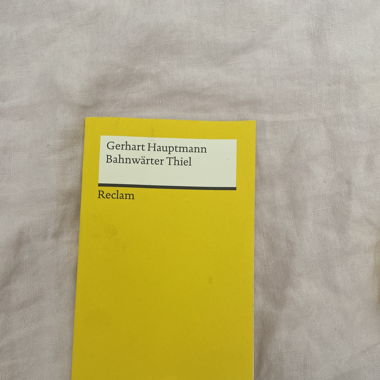 Gerhart Hauptmann
Bahnwärter Thiel
Reclam